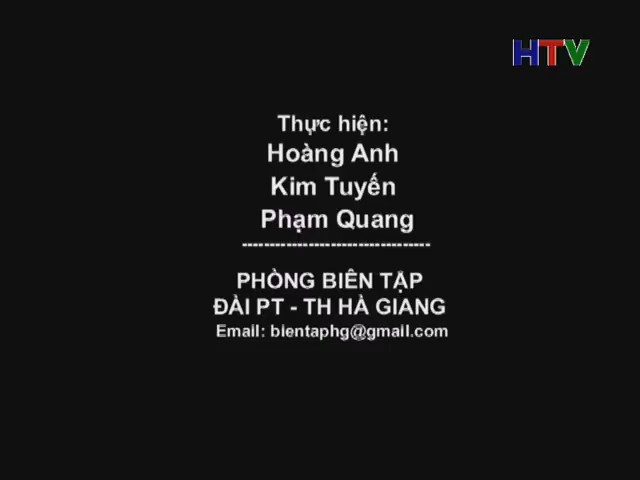 HTV
Thực hiện:
Hoàng Anh
Kim Tuyến
Phạm Quang
----------------------------------
PHÒNG BIÊN TẬP
ĐÀI PT - TH HÀ GIANG
Email: bientaphg@gmail.com